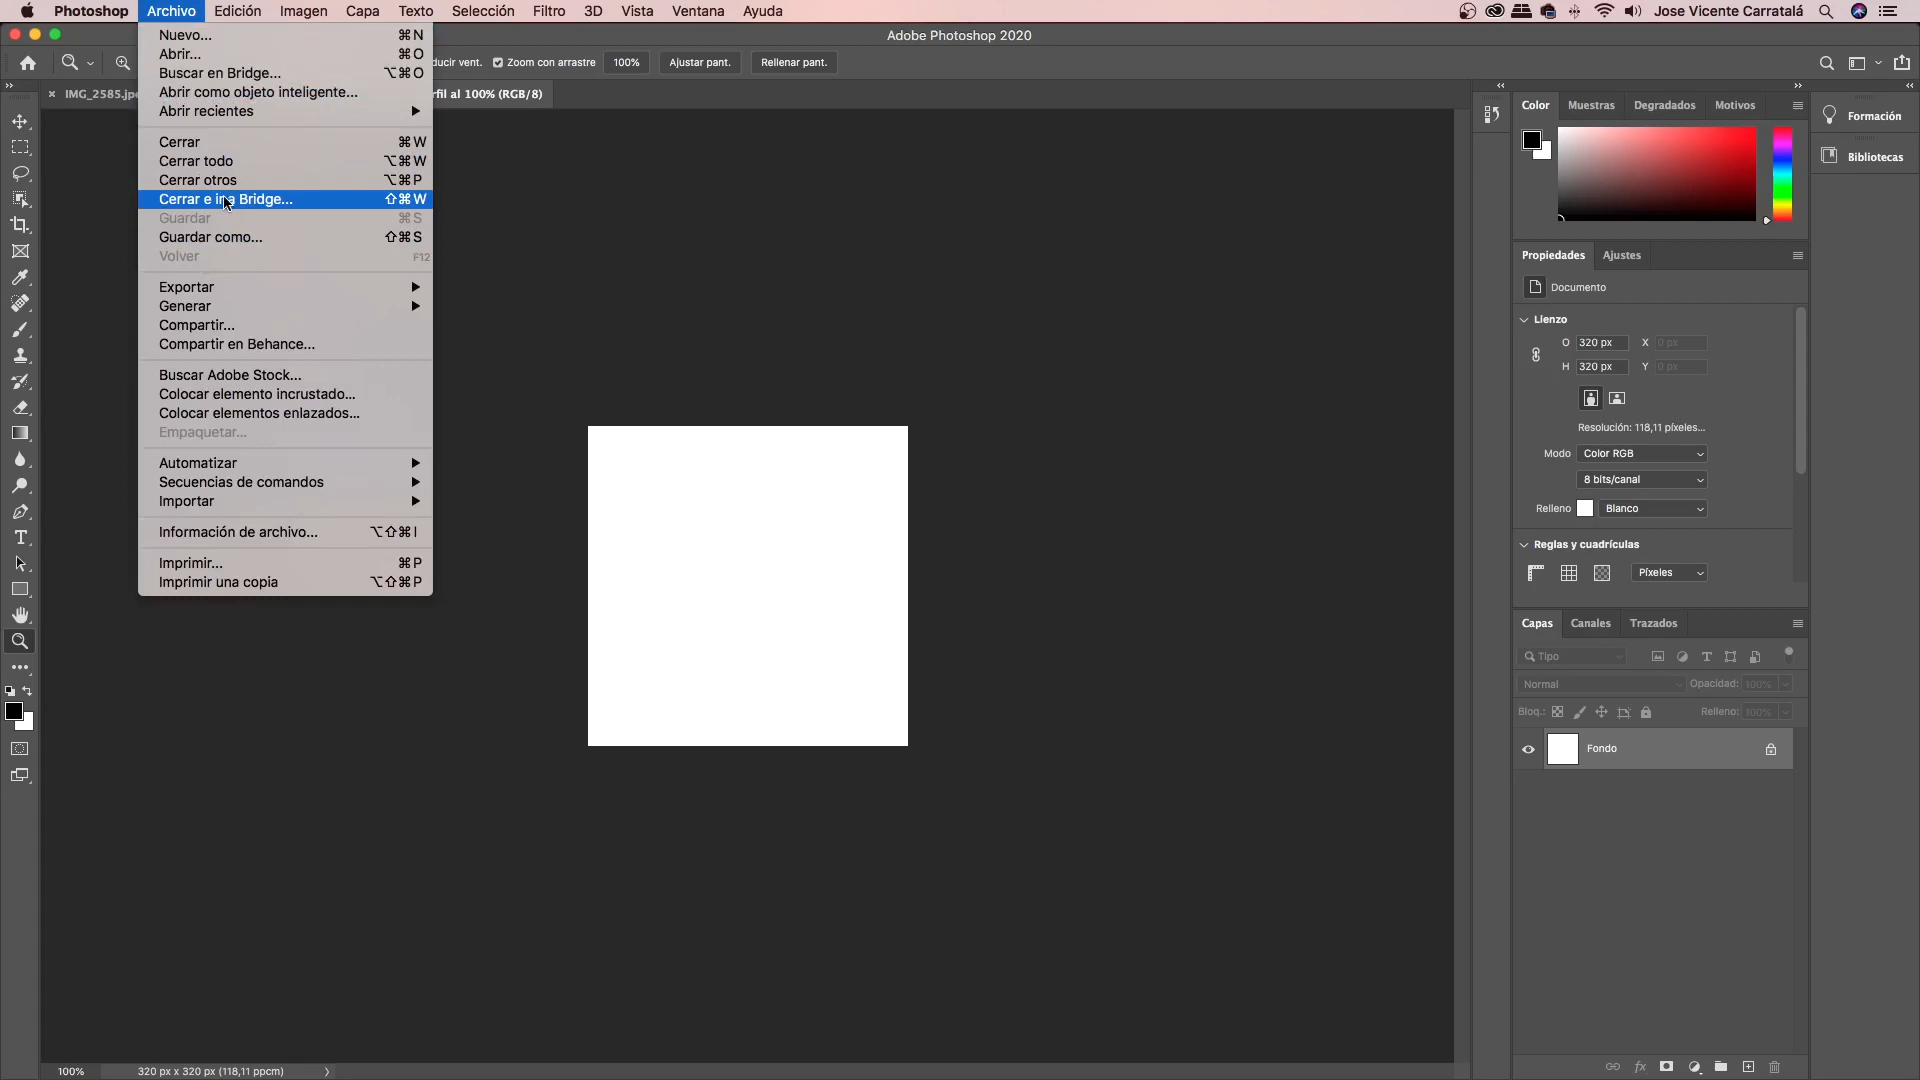 Photoshop Archivo Edición Imagen Capa Texto Selección Filtro 3D Vista Ventana Ayuda Jose Vicente Carratalá
Adobe Photoshop 2020
ducir vent. Zoom con arrastre 100% Ajustar pant. Rellenar pant.
IMG_2585.jpe rfil al 100% (RGB/8)
Nuevo... ⌘N
Abrir... ⌘O
Buscar en Bridge... ⌥⌘O
Abrir como objeto inteligente...
Abrir recientes
Cerrar ⌘W
Cerrar todo ⌥⌘W
Cerrar otros ⌥⌘P
Cerrar e ir a Bridge... ⇧⌘W
Guardar ⌘S
Guardar como... ⇧⌘S
Volver F12
Exportar
Generar
Compartir...
Compartir en Behance...
Buscar Adobe Stock...
Colocar elemento incrustado...
Colocar elementos enlazados...
Empaquetar...
Automatizar
Secuencias de comandos
Importar
Información de archivo... ⌥⇧⌘I
Imprimir... ⌘P
Imprimir una copia ⌥⇧⌘P
Color Muestras Degradados Motivos
Formación
Bibliotecas
Propiedades Ajustes
Documento
Lienzo
O 320 px X 0 px
H 320 px Y 0 px
Resolución: 118,11 píxeles...
Modo Color RGB
8 bits/canal
Relleno Blanco
Reglas y cuadrículas
Píxeles
Capas Canales Trazados
Tipo
Normal Opacidad: 100%
Bloq.: Relleno: 100%
Fondo
100% 320 px x 320 px (118,11 ppcm)
fx